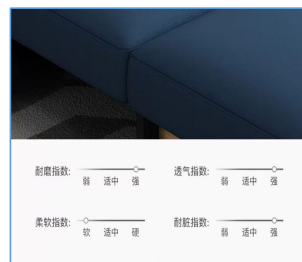 耐磨指数: 透气指数:
弱 适中 强 弱 适中 强
柔软指数: 耐脏指数:
软 适中 硬 弱 适中 强